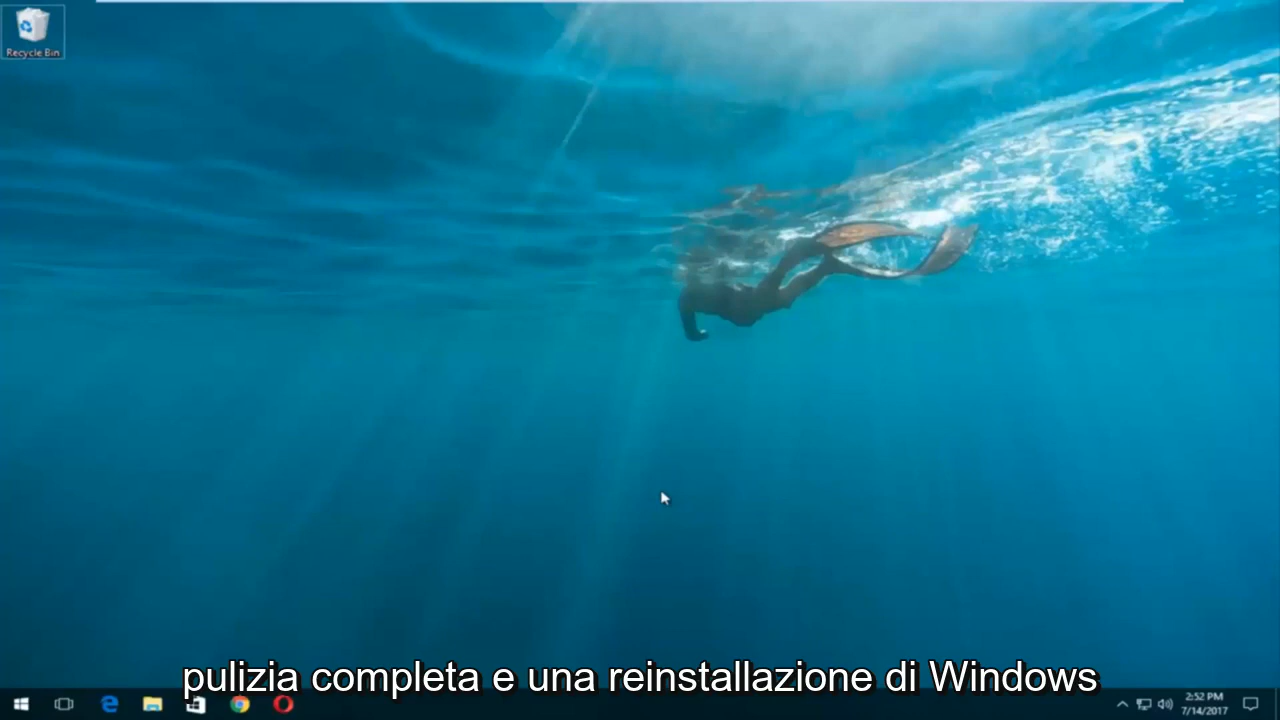 Recycle Bin
pulizia completa e una reinstallazione di Windows
2:52 PM
7/14/2017